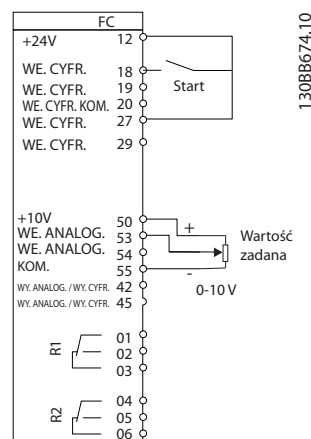 FC
+24V 12
WE. CYFR. 18
WE. CYFR. 19
WE. CYFR. KOM. 20
WE. CYFR. 27
WE. CYFR. 29
Start
+10V 50
WE. ANALOG. 53
WE. ANALOG. 54
KOM. 55
WY. ANALOG. / WY. CYFR. 42
WY. ANALOG. / WY. CYFR. 45
+
-
Wartość
zadana
0-10 V
R1
01
02
03
R2
04
05
06
130BB674.10